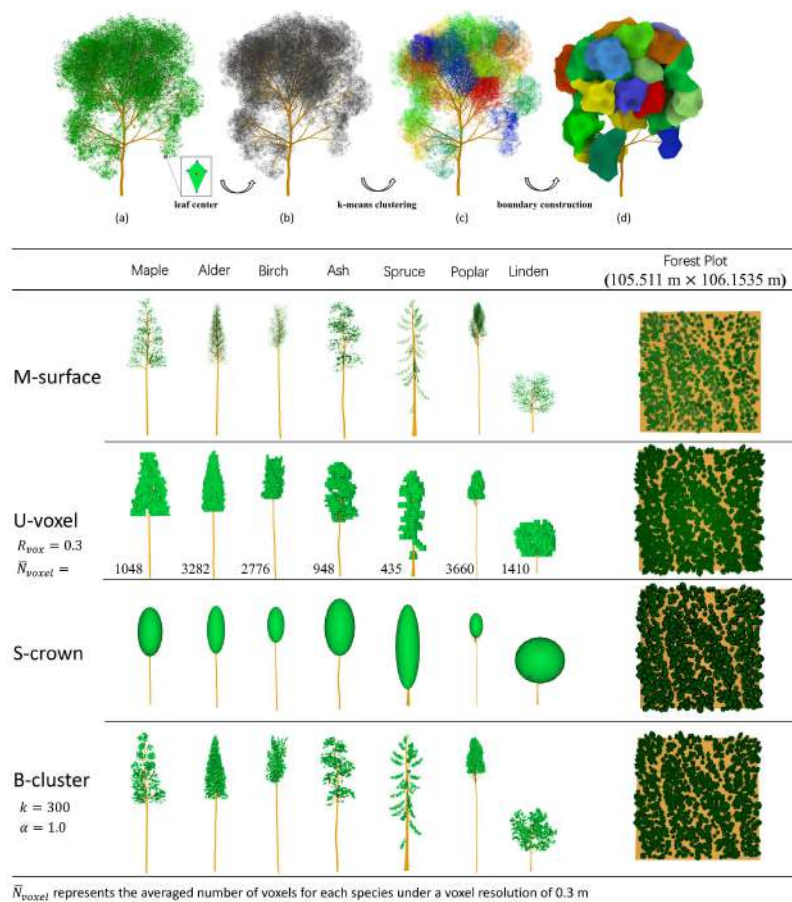 leaf center
k-means clustering
boundary construction
(a)
(b)
(c)
(d)
Maple Alder Birch Ash Spruce Poplar Linden
Forest Plot
(105.511 m × 106.1535 m)
M-surface
U-voxel
R_vox = 0.3
N̅_voxel =
1048 3282 2776 948 435 3660 1410
S-crown
B-cluster
k = 300
α = 1.0
N̅_voxel represents the averaged number of voxels for each species under a voxel resolution of 0.3 m